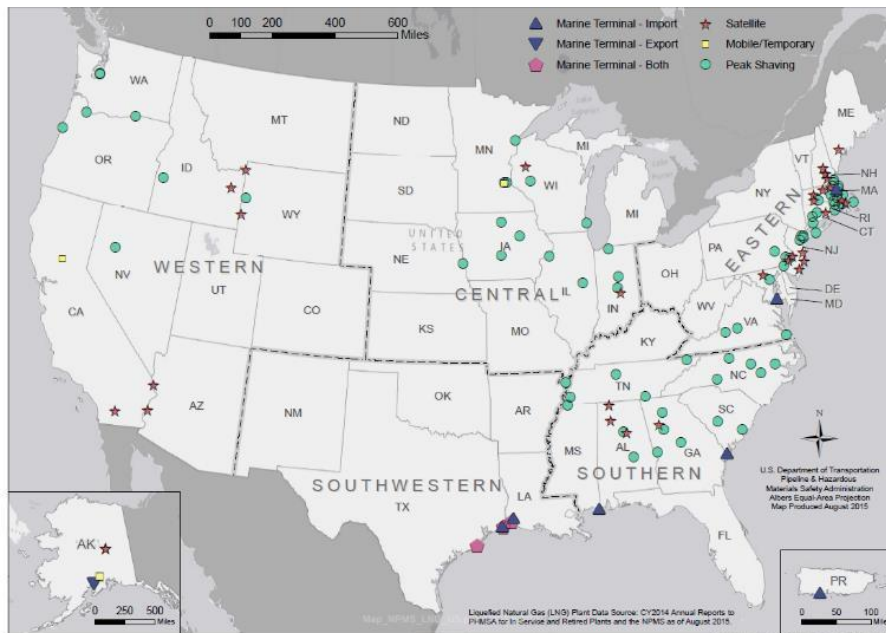 0 200 400 600
Miles
Marine Terminal - Import
Marine Terminal - Export
Marine Terminal - Both
Satellite
Mobile/Temporary
Peak Shaving
WA
MT
ND
MN
MI
ME
VT
NH
OR
ID
SD
WI
NY
MA
WY
MI
RI
CT
UNITED
STATES
IA
PA
EASTERN
NJ
NE
NV
WESTERN
CENTRAL
IL
IN
OH
DE
MD
UT
WV
CA
CO
KS
MO
KY
VA
TN
NC
OK
AZ
NM
AR
SC
MS
AL
GA
SOUTHERN
SOUTHWESTERN
TX
LA
FL
N
U.S. Department of Transportation
Pipeline & Hazardous
Materials Safety Administration
Albers Equal-Area Projection
Map Produced August 2015
AK
0 250 500
Miles
PR
0 50 100
Miles
Liquefied Natural Gas (LNG) Plant Data Source: CY2014 Annual Reports to
PHMSA for In Service and Retired Plants and the NPMS as of August 2015.